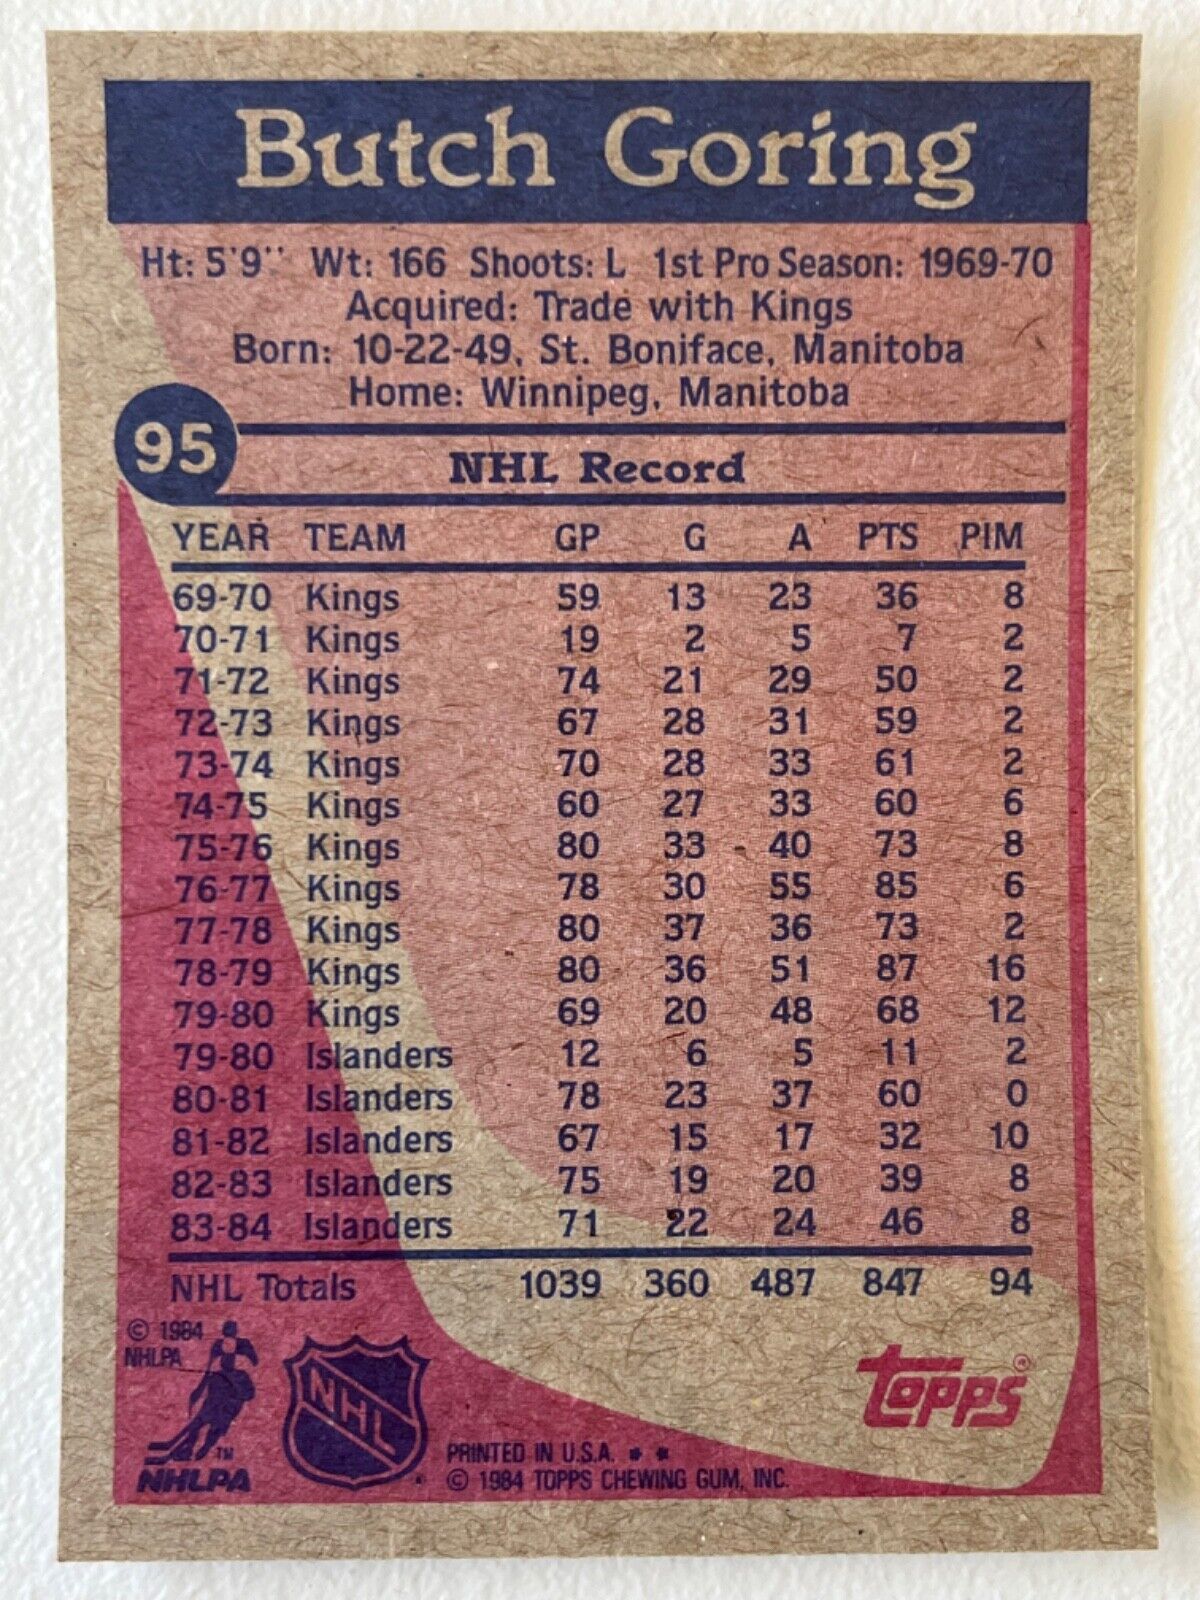 Butch Goring
Ht: 5'9'' Wt: 166 Shoots: L 1st Pro Season: 1969-70
Acquired: Trade with Kings
Born: 10-22-49, St. Boniface, Manitoba
Home: Winnipeg, Manitoba
95
NHL Record
YEAR TEAM GP G A PTS PIM
69-70 Kings 59 13 23 36 8
70-71 Kings 19 2 5 7 2
71-72 Kings 74 21 29 50 2
72-73 Kings 67 28 31 59 2
73-74 Kings 70 28 33 61 2
74-75 Kings 60 27 33 60 6
75-76 Kings 80 33 40 73 8
76-77 Kings 78 30 55 85 6
77-78 Kings 80 37 36 73 2
78-79 Kings 80 36 51 87 16
79-80 Kings 69 20 48 68 12
79-80 Islanders 12 6 5 11 2
80-81 Islanders 78 23 37 60 0
81-82 Islanders 67 15 17 32 10
82-83 Islanders 75 19 20 39 8
83-84 Islanders 71 22 24 46 8
NHL Totals 1039 360 487 847 94
© 1984
NHLPA
TM
NHLPA
NHL
topps®
PRINTED IN U.S.A. * *
© 1984 TOPPS CHEWING GUM, INC.